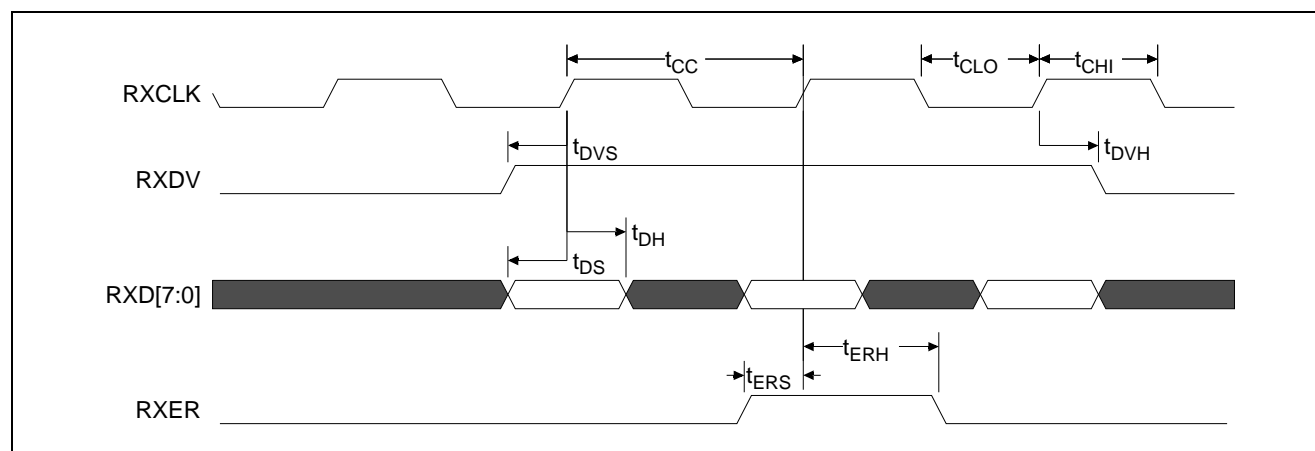 tCC
tCLO
tCHI
RXCLK
tDVS
tDVH
RXDV
tDH
tDS
RXD[7:0]
tERH
tERS
RXER